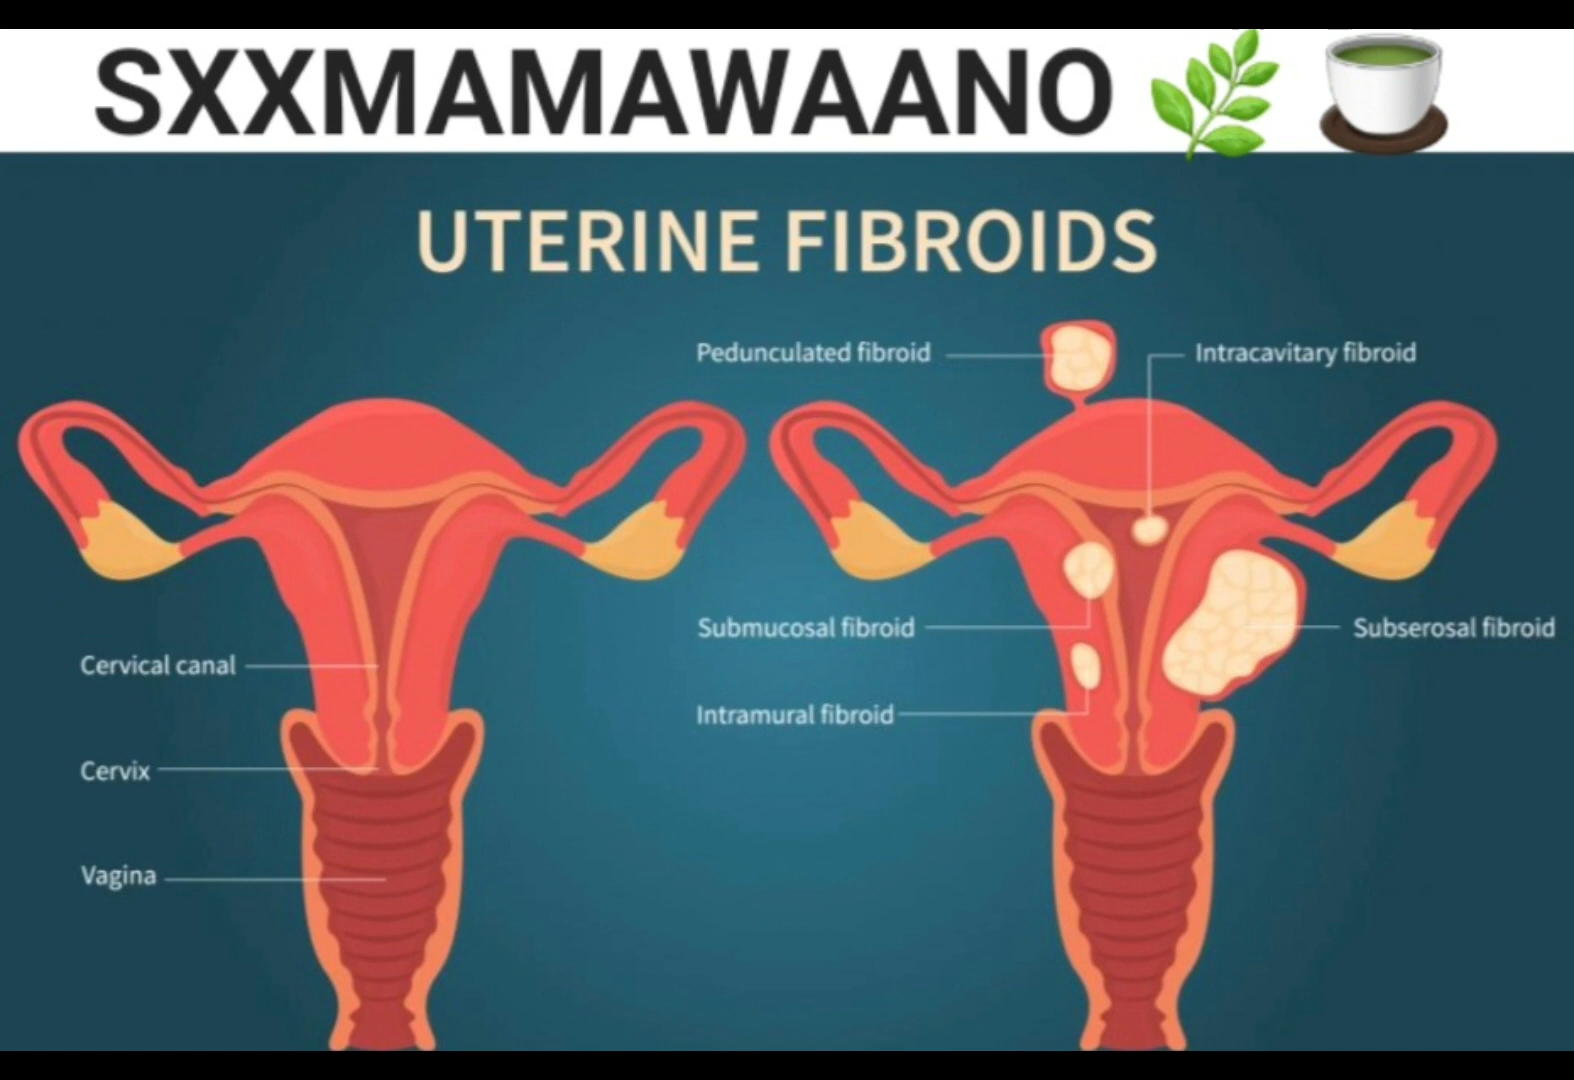 SXXMAMAWAANO 🌿 🍵
UTERINE FIBROIDS
Pedunculated fibroid
Intracavitary fibroid
Submucosal fibroid
Subserosal fibroid
Cervical canal
Intramural fibroid
Cervix
Vagina